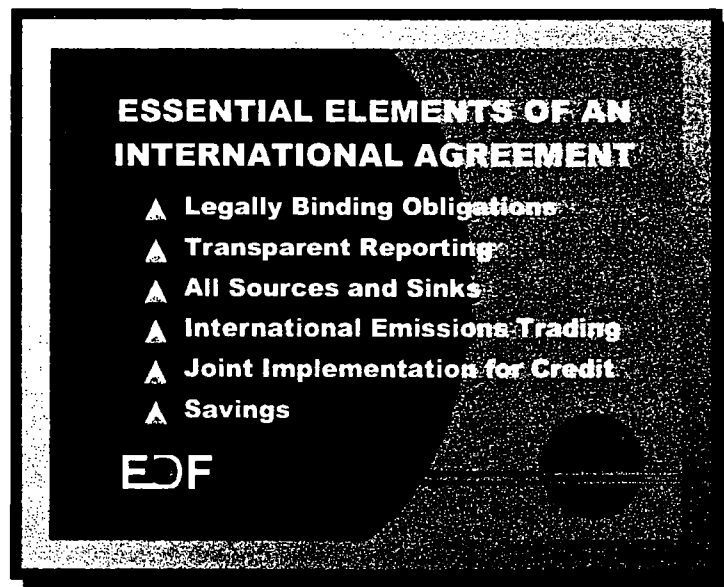 ESSENTIAL ELEMENTS OF AN
INTERNATIONAL AGREEMENT
Legally Binding Obligations
Transparent Reporting
All Sources and Sinks
International Emissions Trading
Joint Implementation for Credit
Savings
EDF